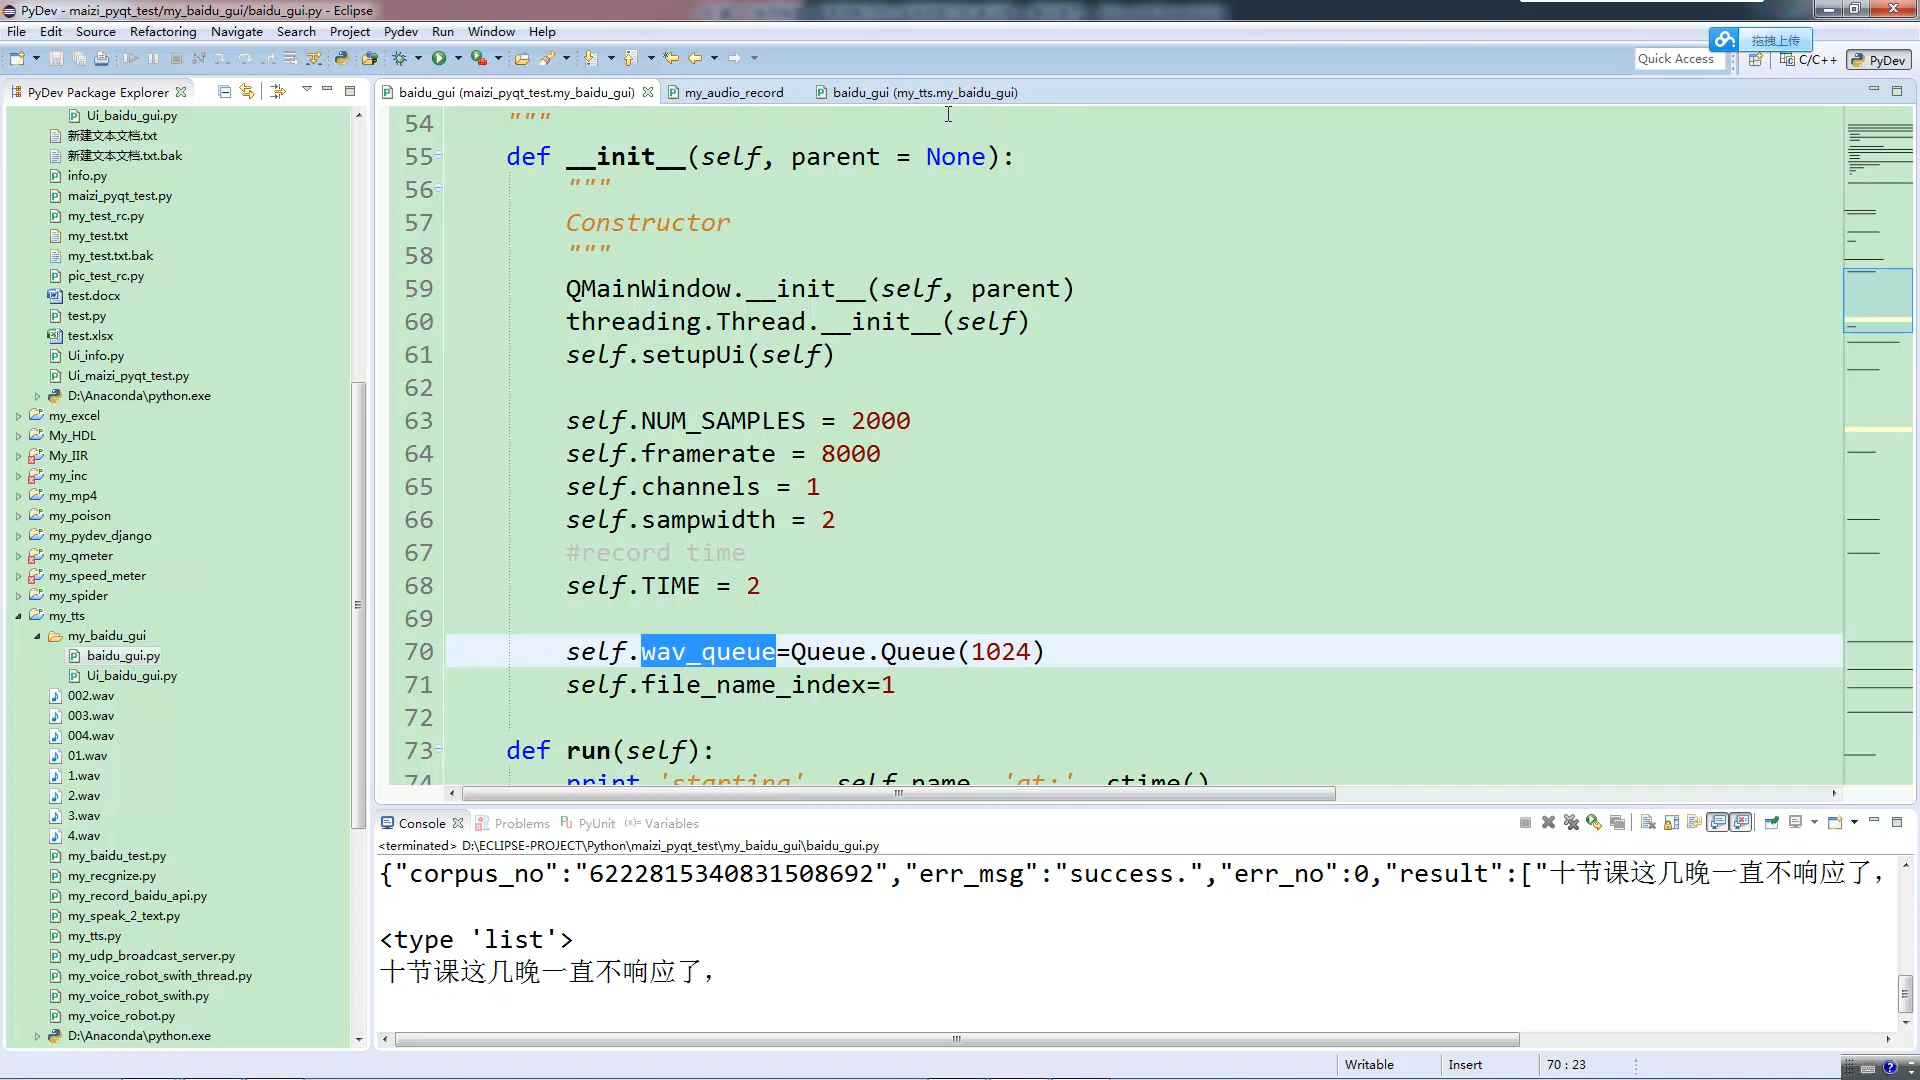 PyDev - maizi_pyqt_test/my_baidu_gui/baidu_gui.py - Eclipse
File Edit Source Refactoring Navigate Search Project Pydev Run Window Help
拖拽上传
Quick Access
C/C++
PyDev
PyDev Package Explorer
Ui_baidu_gui.py
新建文本文档.txt
新建文本文档.txt.bak
info.py
maizi_pyqt_test.py
my_test_rc.py
my_test.txt
my_test.txt.bak
pic_test_rc.py
test.docx
test.py
test.xlsx
Ui_info.py
Ui_maizi_pyqt_test.py
D:\Anaconda\python.exe
my_excel
My_HDL
My_IIR
my_inc
my_mp4
my_poison
my_pydev_django
my_qmeter
my_speed_meter
my_spider
my_tts
my_baidu_gui
baidu_gui.py
Ui_baidu_gui.py
002.wav
003.wav
004.wav
01.wav
1.wav
2.wav
3.wav
4.wav
my_baidu_test.py
my_recgnize.py
my_record_baidu_api.py
my_speak_2_text.py
my_tts.py
my_udp_broadcast_server.py
my_voice_robot_swith_thread.py
my_voice_robot_swith.py
my_voice_robot.py
D:\Anaconda\python.exe
baidu_gui (maizi_pyqt_test.my_baidu_gui)
my_audio_record
baidu_gui (my_tts.my_baidu_gui)
54 """
55 def __init__(self, parent = None):
56 """
57 Constructor
58 """
59 QMainWindow.__init__(self, parent)
60 threading.Thread.__init__(self)
61 self.setupUi(self)
62
63 self.NUM_SAMPLES = 2000
64 self.framerate = 8000
65 self.channels = 1
66 self.sampwidth = 2
67 #record time
68 self.TIME = 2
69
70 self.wav_queue=Queue.Queue(1024)
71 self.file_name_index=1
72
73 def run(self):
74 print 'starting', self.name, 'at:', ctime()
Console
Problems
PyUnit
(x)= Variables
<terminated> D:\ECLIPSE-PROJECT\Python\maizi_pyqt_test\my_baidu_gui\baidu_gui.py
{"corpus_no":"6222815340831508692","err_msg":"success.","err_no":0,"result":["十节课这几晚一直不响应了,
<type 'list'>
十节课这几晚一直不响应了,
Writable
Insert
70 : 23